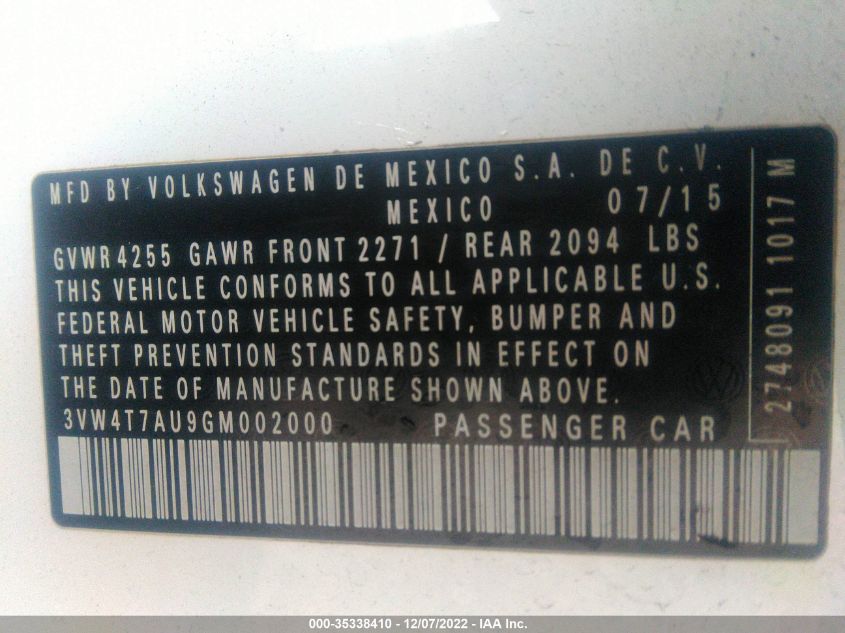 MFD BY VOLKSWAGEN DE MEXICO S.A. DE C.V.
MEXICO 07/15
GVWR 4255 GAWR FRONT 2271 / REAR 2094 LBS
THIS VEHICLE CONFORMS TO ALL APPLICABLE U.S.
FEDERAL MOTOR VEHICLE SAFETY, BUMPER AND
THEFT PREVENTION STANDARDS IN EFFECT ON
THE DATE OF MANUFACTURE SHOWN ABOVE.
3VW4T7AU9GM002000 PASSENGER CAR
2748091 1017 M
000-35338410 - 12/07/2022 - IAA Inc.